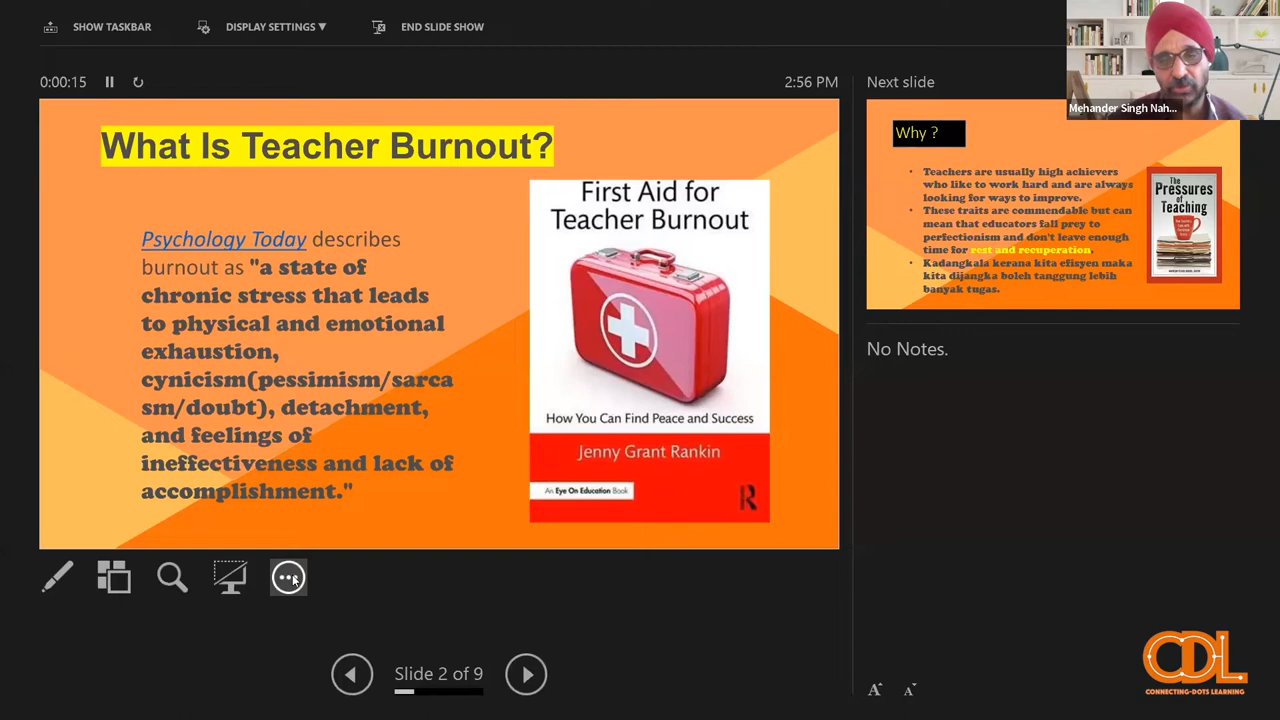 SHOW TASKBAR
DISPLAY SETTINGS ▼
END SLIDE SHOW
0:00:15
2:56 PM
What Is Teacher Burnout?
Psychology Today describes
burnout as "a state of
chronic stress that leads
to physical and emotional
exhaustion,
cynicism(pessimism/sarca
sm/doubt), detachment,
and feelings of
ineffectiveness and lack of
accomplishment."
First Aid for
Teacher Burnout
How You Can Find Peace and Success
Jenny Grant Rankin
An Eye On Education Book
R
Slide 2 of 9
Next slide
Mehander Singh Nah...
Why ?
• Teachers are usually high achievers
who like to work hard and are always
looking for ways to improve.
• These traits are commendable but can
mean that educators fall prey to
perfectionism and don't leave enough
time for rest and recuperation.
• Kadangkala kerana kita efisyen maka
kita dijangka boleh tanggung lebih
banyak tugas.
The
Pressures
of
Teaching
No Notes.
A A
CDL
CONNECTING-DOTS LEARNING